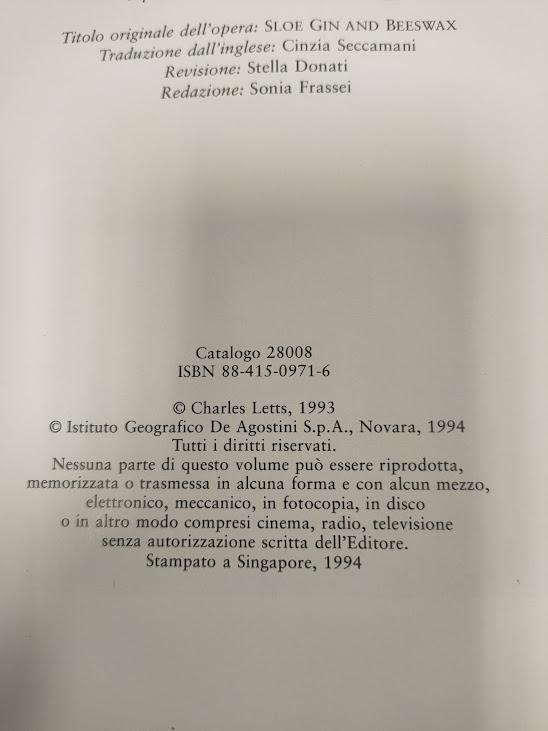 Titolo originale dell'opera: SLOE GIN AND BEESWAX
Traduzione dall'inglese: Cinzia Seccamani
Revisione: Stella Donati
Redazione: Sonia Frassei
Catalogo 28008
ISBN 88-415-0971-6
© Charles Letts, 1993
© Istituto Geografico De Agostini S.p.A., Novara, 1994
Tutti i diritti riservati.
Nessuna parte di questo volume può essere riprodotta,
memorizzata o trasmessa in alcuna forma e con alcun mezzo,
elettronico, meccanico, in fotocopia, in disco
o in altro modo compresi cinema, radio, televisione
senza autorizzazione scritta dell'Editore.
Stampato a Singapore, 1994